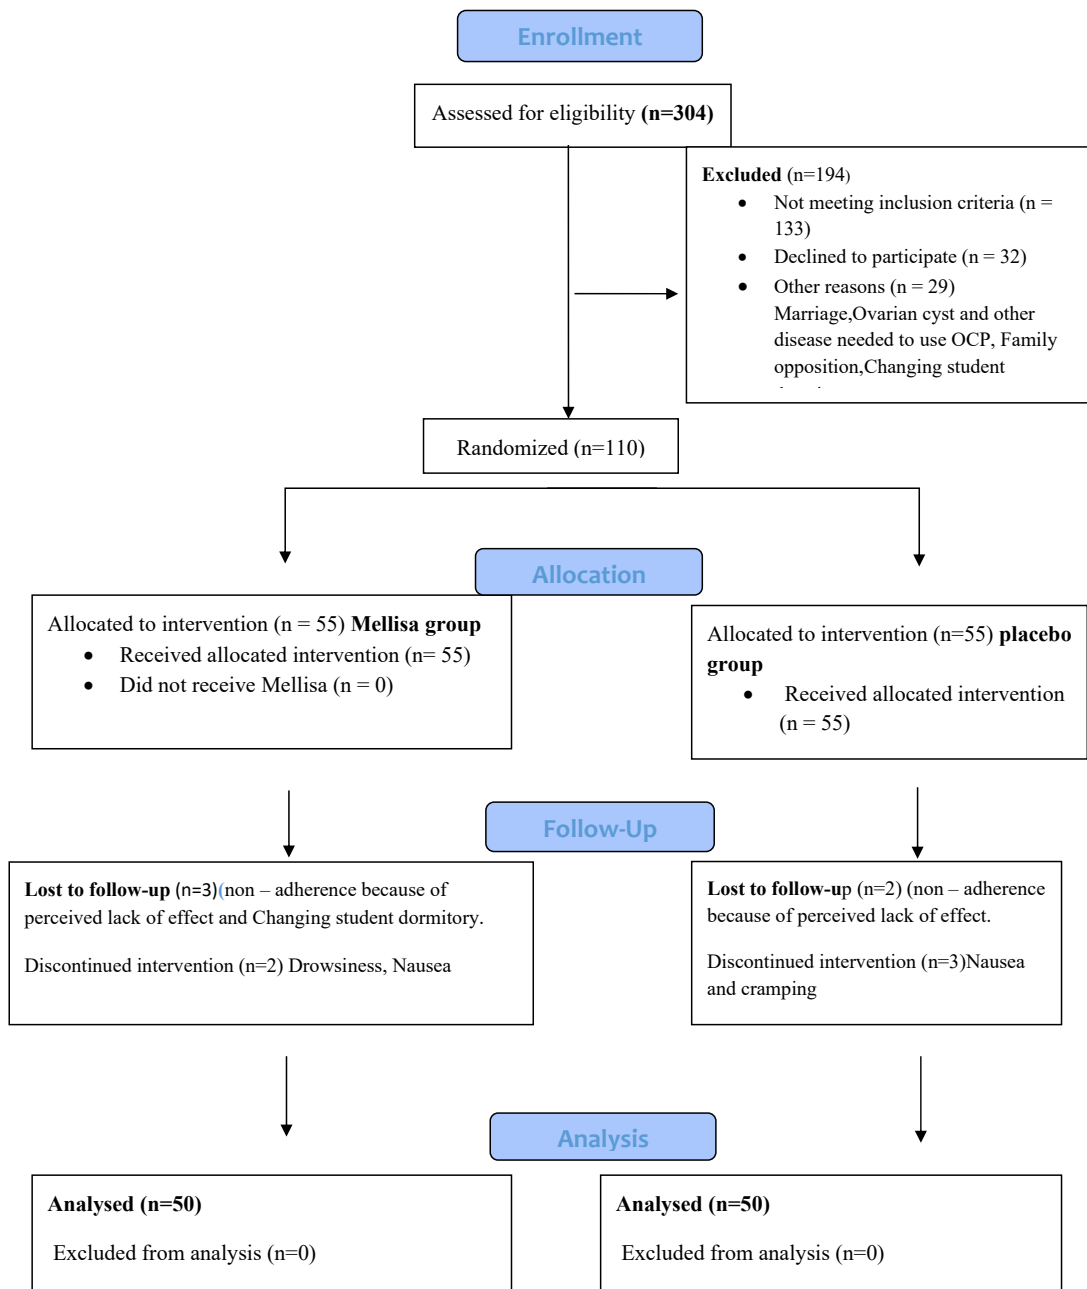 Enrollment
Assessed for eligibility (n=304)
Excluded (n=194)
• Not meeting inclusion criteria (n =
133)
• Declined to participate (n = 32)
• Other reasons (n = 29)
Marriage,Ovarian cyst and other
disease needed to use OCP, Family
opposition,Changing student
Randomized (n=110)
Allocation
Allocated to intervention (n = 55) Mellisa group
• Received allocated intervention (n= 55)
• Did not receive Mellisa (n = 0)
Allocated to intervention (n=55) placebo
group
• Received allocated intervention
(n = 55)
Follow-Up
Lost to follow-up (n=3)(non – adherence because of
perceived lack of effect and Changing student dormitory.
Discontinued intervention (n=2) Drowsiness, Nausea
Lost to follow-up (n=2) (non – adherence
because of perceived lack of effect.
Discontinued intervention (n=3)Nausea
and cramping
Analysis
Analysed (n=50)
Excluded from analysis (n=0)
Analysed (n=50)
Excluded from analysis (n=0)